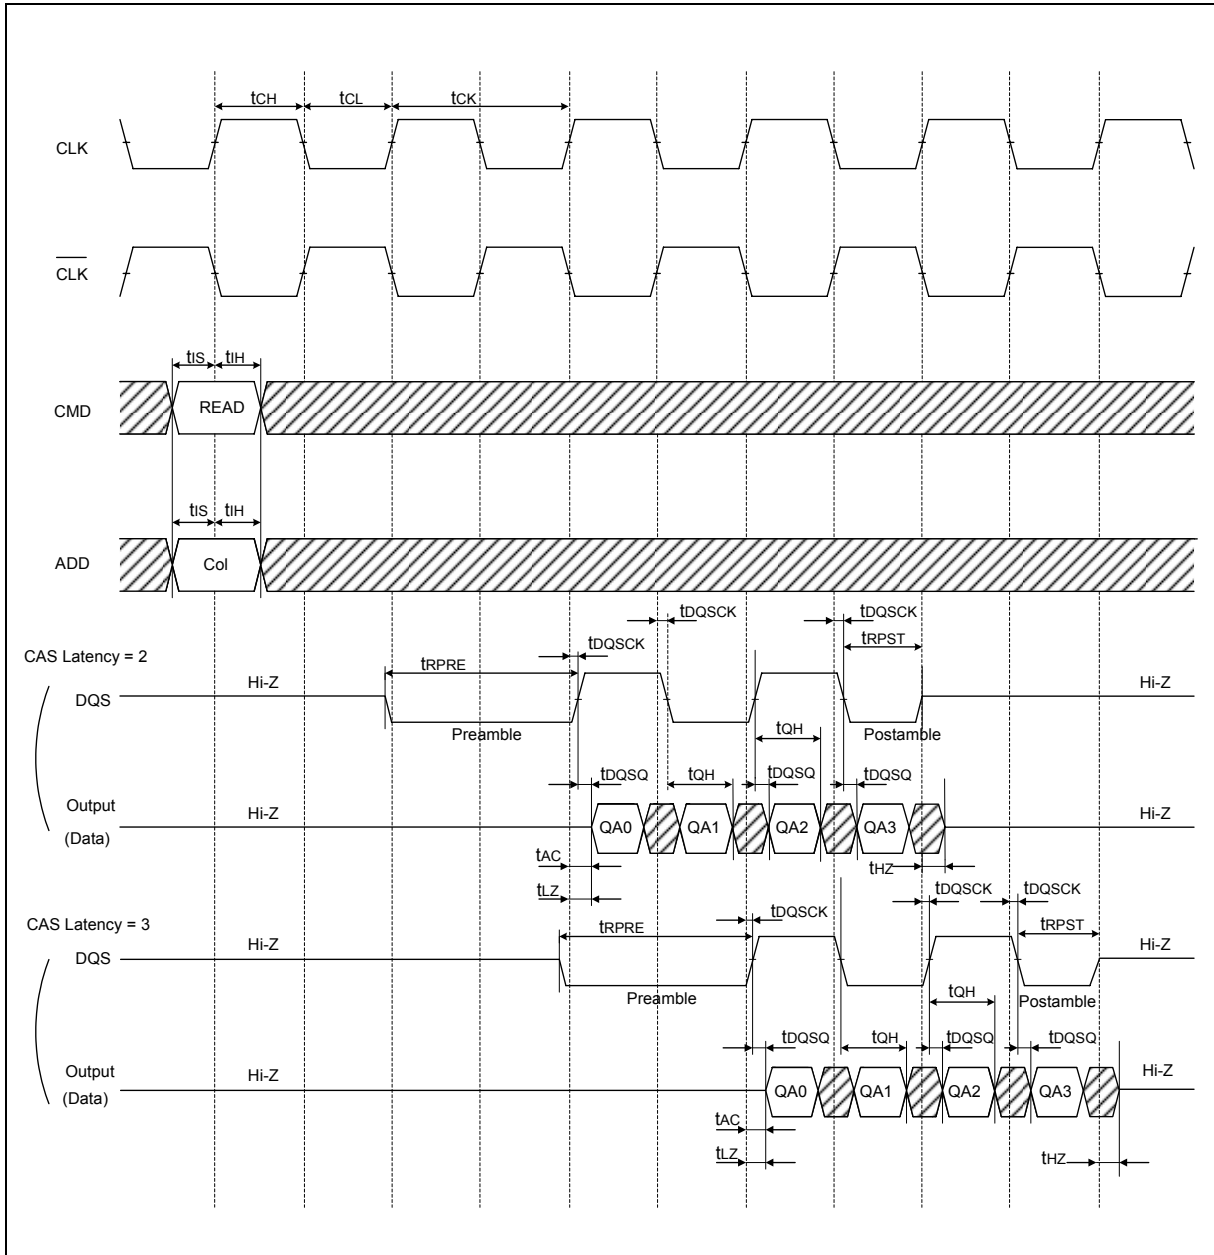 tCH tCL tCK
CLK
CLK
tIS tIH
CMD READ
tIS tIH
ADD Col
tDQSCK tDQSCK
tDQSCK tRPST
CAS Latency = 2 tRPRE
Hi-Z Hi-Z
DQS
Preamble tQH Postamble
tDQSQ tQH tDQSQ tDQSQ
Output Hi-Z Hi-Z
(Data) QA0 QA1 QA2 QA3
tAC tHZ
tLZ tDQSCK tDQSCK
CAS Latency = 3 tDQSCK
tRPRE tRPST
Hi-Z Hi-Z
DQS
Preamble tQH Postamble
tDQSQ tQH tDQSQ tDQSQ
Output Hi-Z Hi-Z
(Data) QA0 QA1 QA2 QA3
tAC
tLZ tHZ